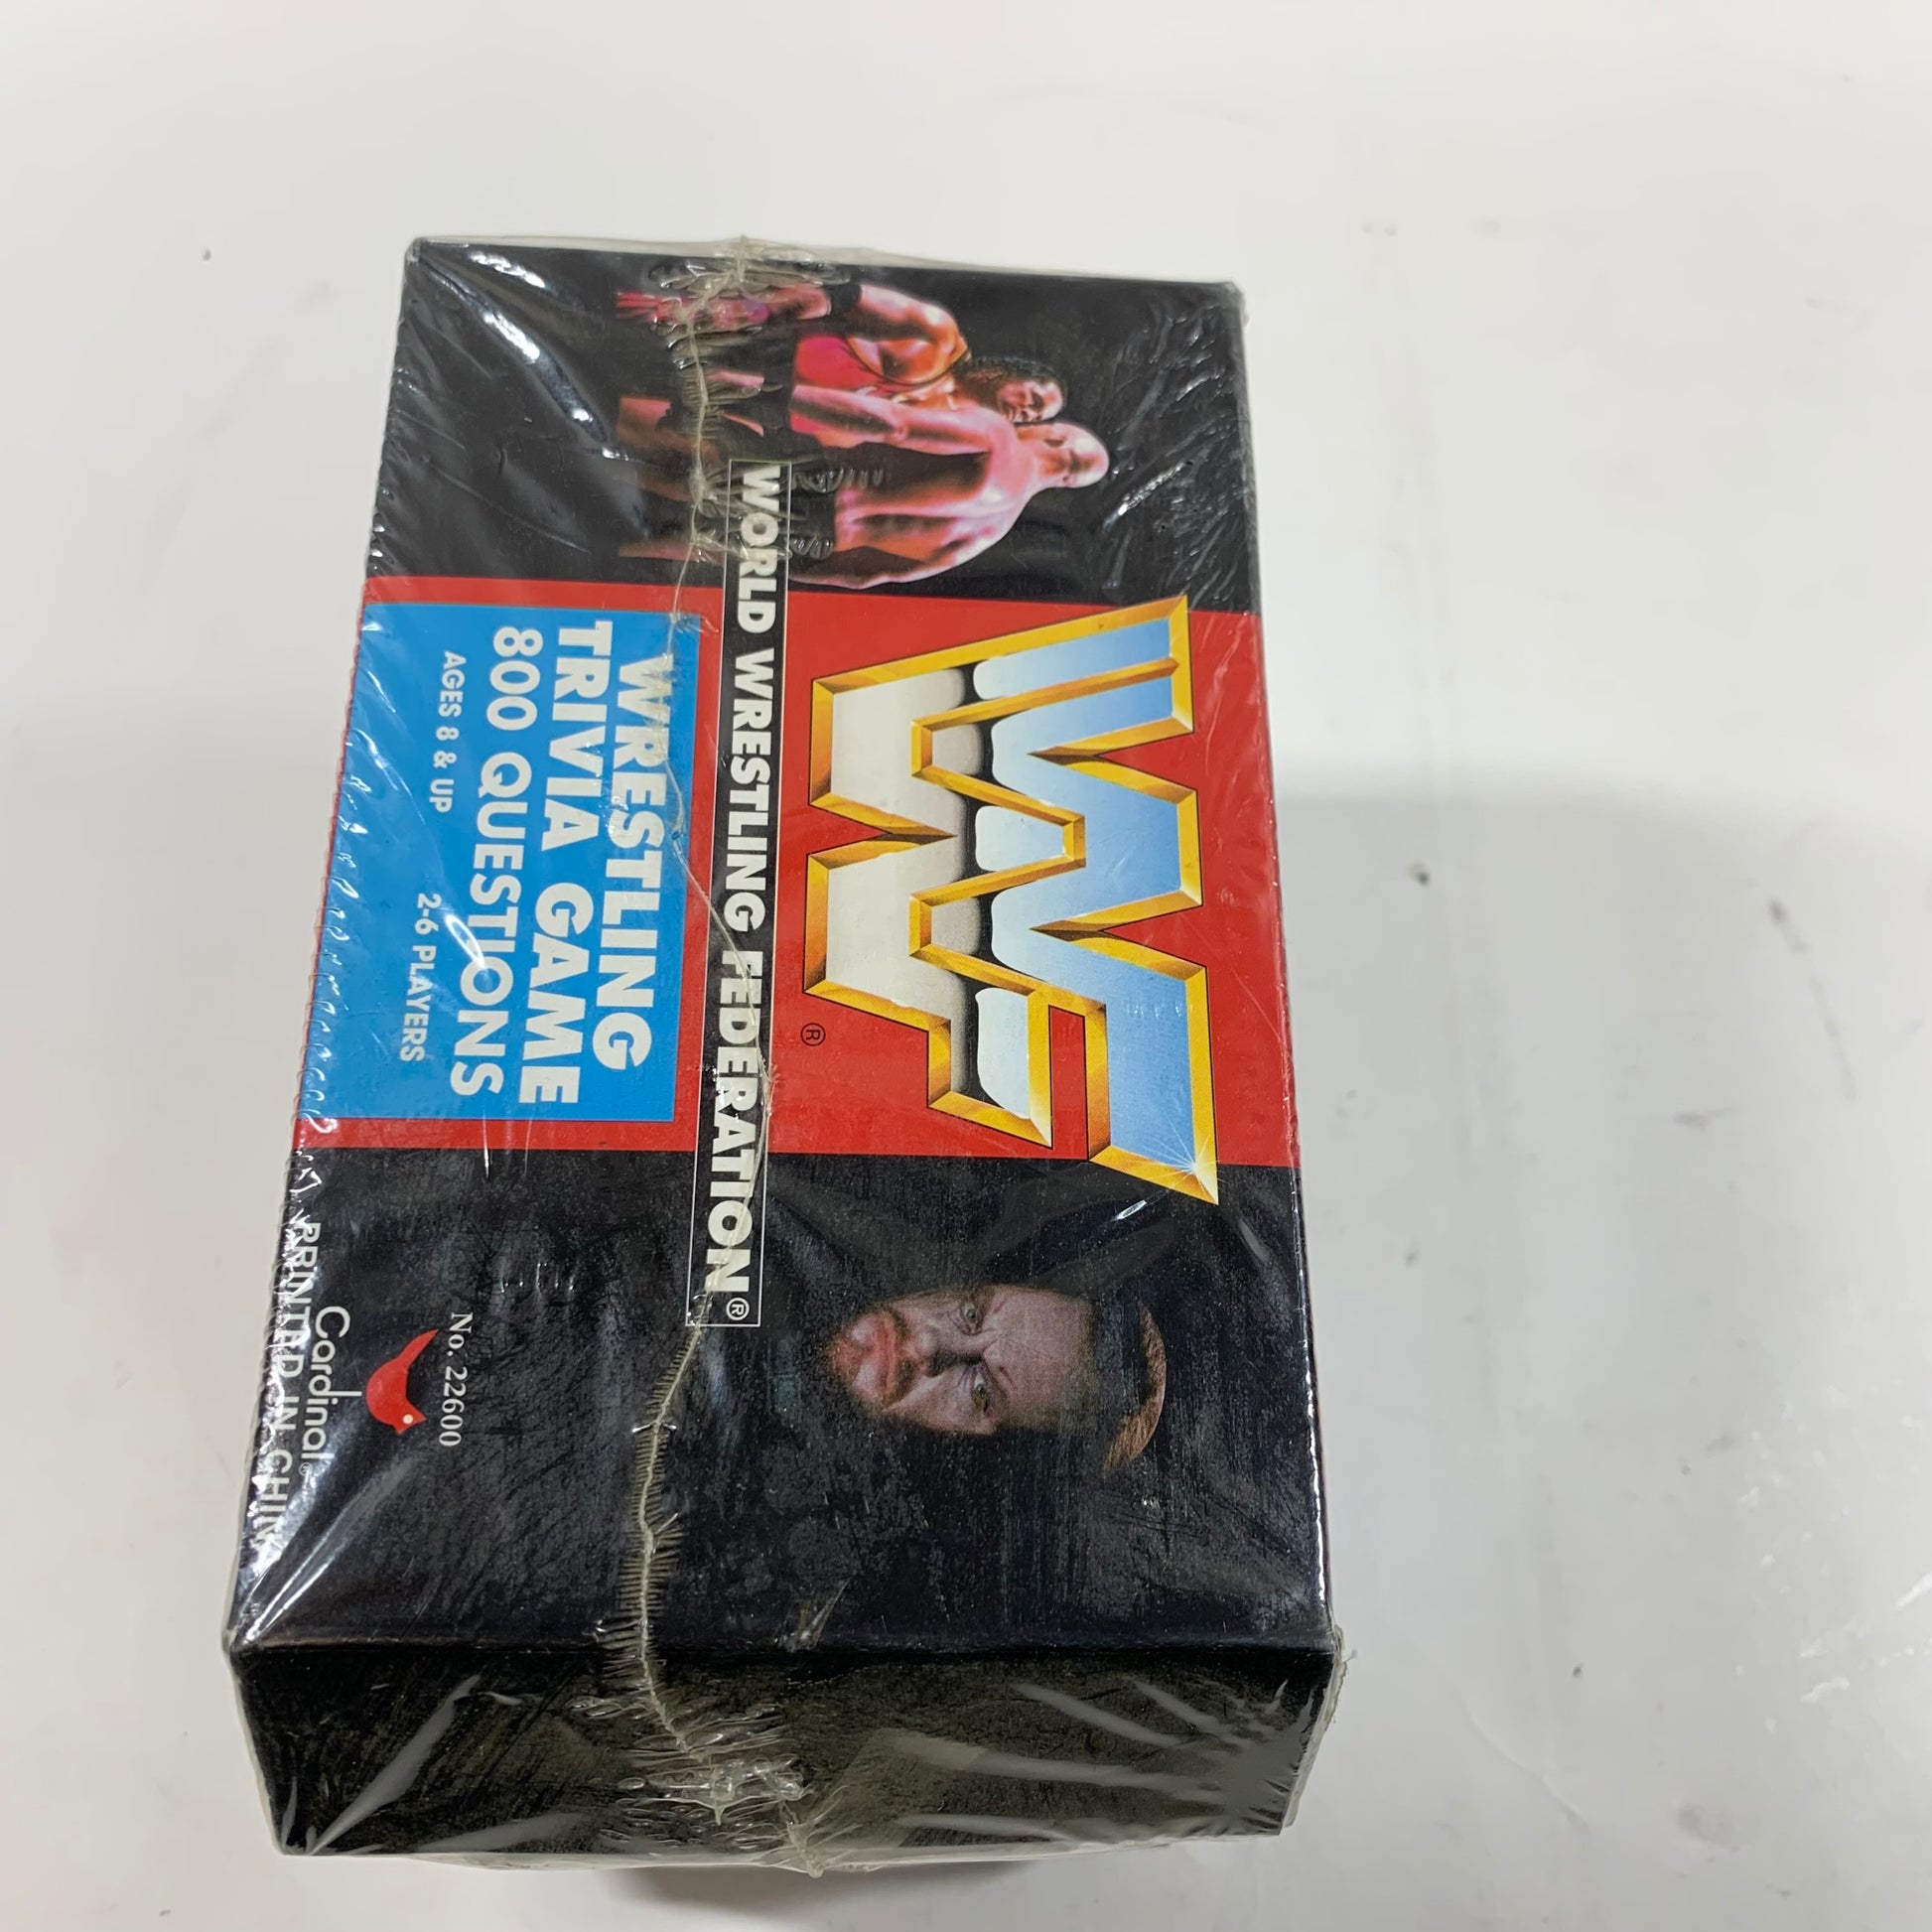 WWF
®
WORLD WRESTLING FEDERATION®
WRESTLING
TRIVIA GAME
800 QUESTIONS
AGES 8 & UP 2-6 PLAYERS
No. 22600
Cardinal®
PRINTED IN CHINA